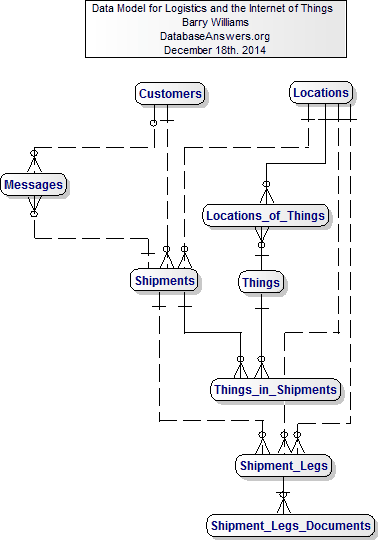 Data Model for Logistics and the Internet of Things
Barry Williams
DatabaseAnswers.org
December 18th. 2014
Customers
Locations
Messages
Locations_of_Things
Shipments
Things
Things_in_Shipments
Shipment_Legs
Shipment_Legs_Documents